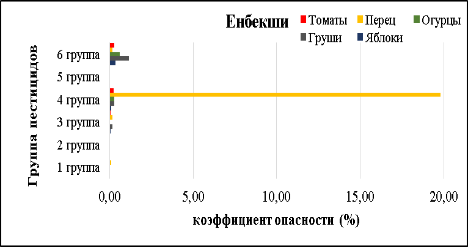 Енбекши
Томаты Перец Огурцы
Груши Яблоки
Группа пестицидов
6 группа
5 группа
4 группа
3 группа
2 группа
1 группа
0,00 5,00 10,00 15,00 20,00
коэффициент опасности (%)